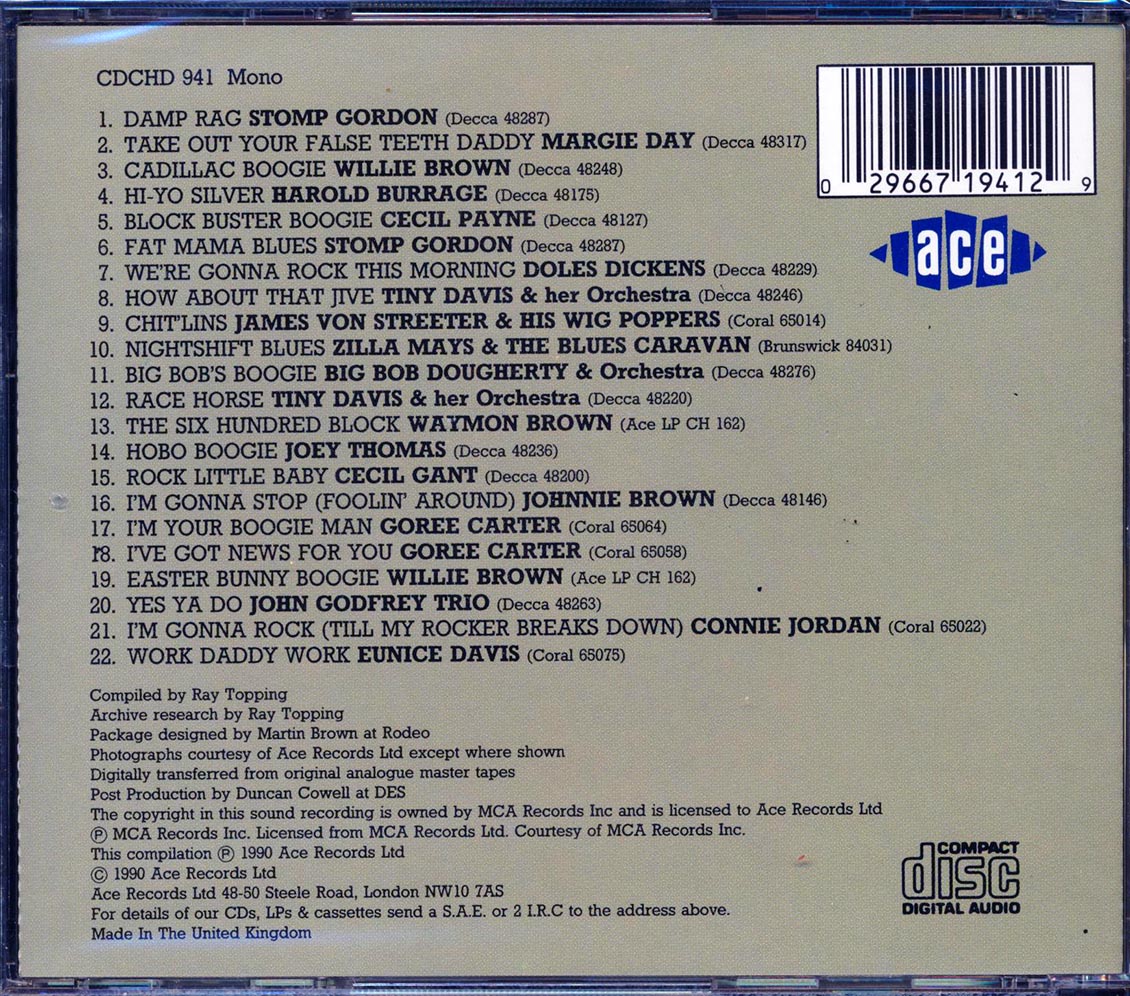 CDCHD 941 Mono
1. DAMP RAG STOMP GORDON (Decca 48287)
2. TAKE OUT YOUR FALSE TEETH DADDY MARGIE DAY (Decca 48317)
3. CADILLAC BOOGIE WILLIE BROWN (Decca 48248)
4. HI-YO SILVER HAROLD BURRAGE (Decca 48175)
5. BLOCK BUSTER BOOGIE CECIL PAYNE (Decca 48127)
6. FAT MAMA BLUES STOMP GORDON (Decca 48287)
7. WE'RE GONNA ROCK THIS MORNING DOLES DICKENS (Decca 48229)
8. HOW ABOUT THAT JIVE TINY DAVIS & her Orchestra (Decca 48246)
9. CHIT'LINS JAMES VON STREETER & HIS WIG POPPERS (Coral 65014)
10. NIGHTSHIFT BLUES ZILLA MAYS & THE BLUES CARAVAN (Brunswick 84031)
11. BIG BOB'S BOOGIE BIG BOB DOUGHERTY & Orchestra (Decca 48276)
12. RACE HORSE TINY DAVIS & her Orchestra (Decca 48220)
13. THE SIX HUNDRED BLOCK WAYMON BROWN (Ace LP CH 162)
14. HOBO BOOGIE JOEY THOMAS (Decca 48236)
15. ROCK LITTLE BABY CECIL GANT (Decca 48200)
16. I'M GONNA STOP (FOOLIN' AROUND) JOHNNIE BROWN (Decca 48146)
17. I'M YOUR BOOGIE MAN GOREE CARTER (Coral 65064)
18. I'VE GOT NEWS FOR YOU GOREE CARTER (Coral 65058)
19. EASTER BUNNY BOOGIE WILLIE BROWN (Ace LP CH 162)
20. YES YA DO JOHN GODFREY TRIO (Decca 48263)
21. I'M GONNA ROCK (TILL MY ROCKER BREAKS DOWN) CONNIE JORDAN (Coral 65022)
22. WORK DADDY WORK EUNICE DAVIS (Coral 65075)
0 29667 19412 9
ace
Compiled by Ray Topping
Archive research by Ray Topping
Package designed by Martin Brown at Rodeo
Photographs courtesy of Ace Records Ltd except where shown
Digitally transferred from original analogue master tapes
Post Production by Duncan Cowell at DES
The copyright in this sound recording is owned by MCA Records Inc and is licensed to Ace Records Ltd
℗ MCA Records Inc. Licensed from MCA Records Ltd. Courtesy of MCA Records Inc.
This compilation ℗ 1990 Ace Records Ltd
© 1990 Ace Records Ltd
Ace Records Ltd 48-50 Steele Road, London NW10 7AS
For details of our CDs, LPs & cassettes send a S.A.E. or 2 I.R.C to the address above.
Made In The United Kingdom
COMPACT
disc
DIGITAL AUDIO